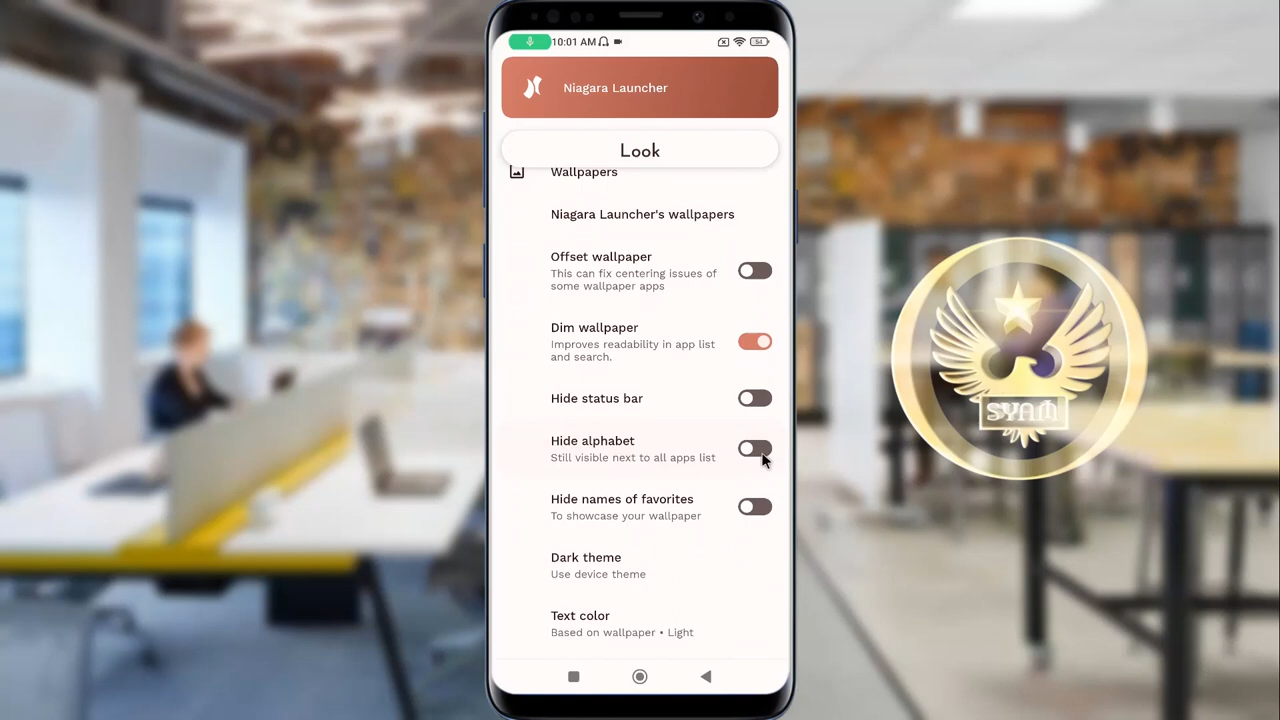 10:01 AM
54
Niagara Launcher
Look
Wallpapers
Niagara Launcher's wallpapers
Offset wallpaper
This can fix centering issues of
some wallpaper apps
Dim wallpaper
Improves readability in app list
and search.
Hide status bar
Hide alphabet
Still visible next to all apps list
Hide names of favorites
To showcase your wallpaper
Dark theme
Use device theme
Text color
Based on wallpaper • Light
SYAM